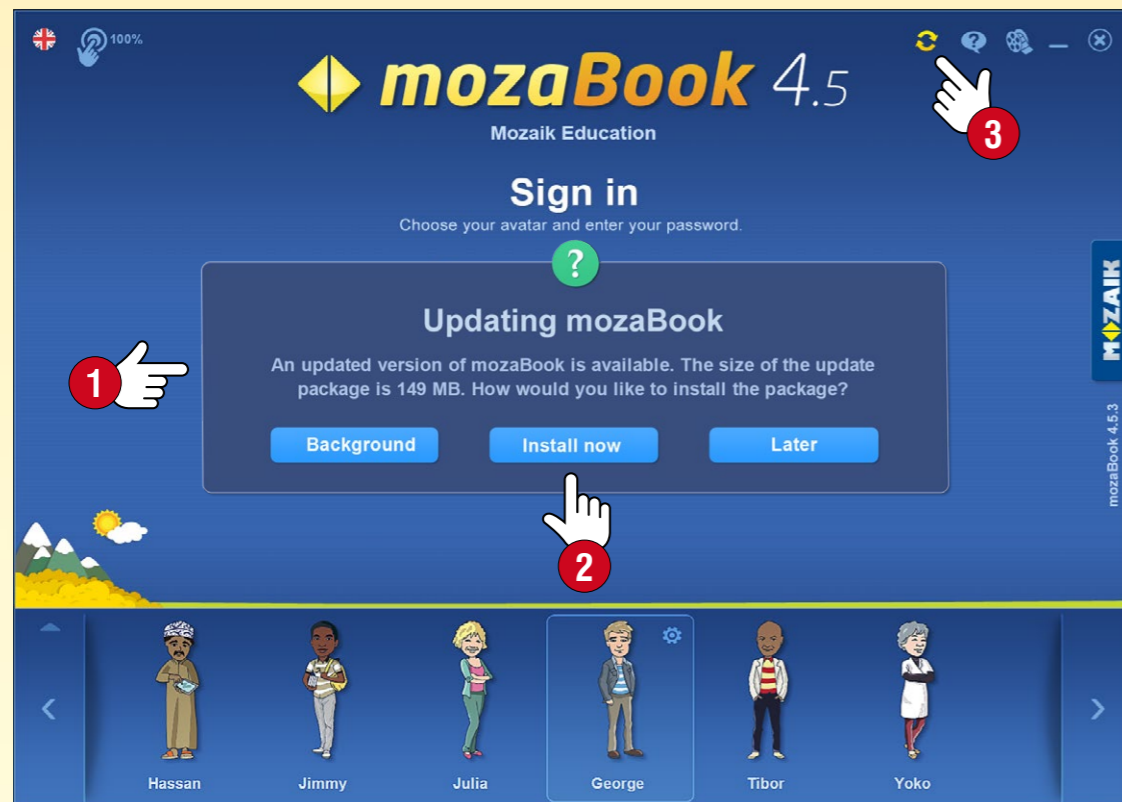 100%
mozaBook 4.5
Mozaik Education
Sign in
Choose your avatar and enter your password.
?
Updating mozaBook
An updated version of mozaBook is available. The size of the update
package is 149 MB. How would you like to install the package?
Background
Install now
Later
1
2
3
MOZAIK
mozaBook 4.5.3
Hassan
Jimmy
Julia
George
Tibor
Yoko